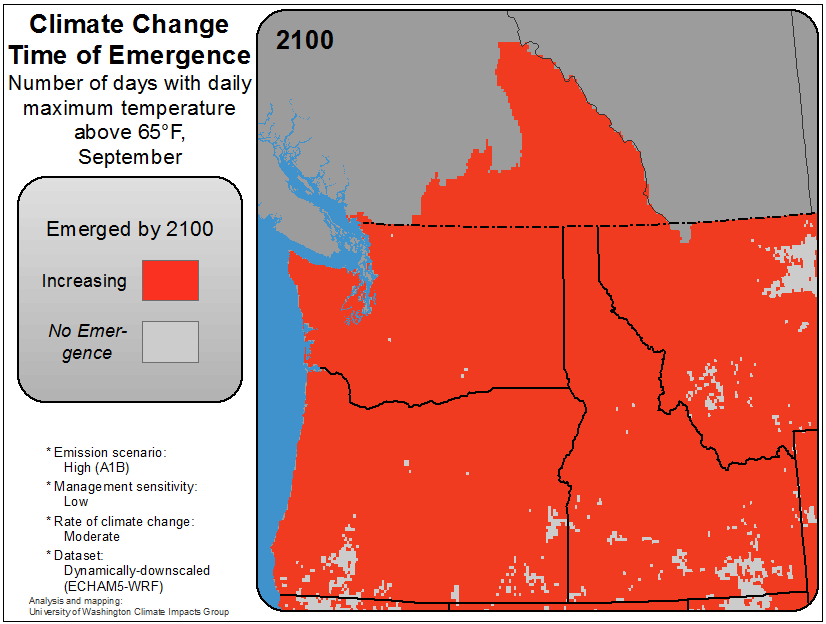 Climate Change
Time of Emergence
Number of days with daily
maximum temperature
above 65°F,
September
2100
Emerged by 2100
Increasing
No Emer-
gence
* Emission scenario:
High (A1B)
* Management sensitivity:
Low
* Rate of climate change:
Moderate
* Dataset:
Dynamically-downscaled
(ECHAM5-WRF)
Analysis and mapping:
University of Washington Climate Impacts Group